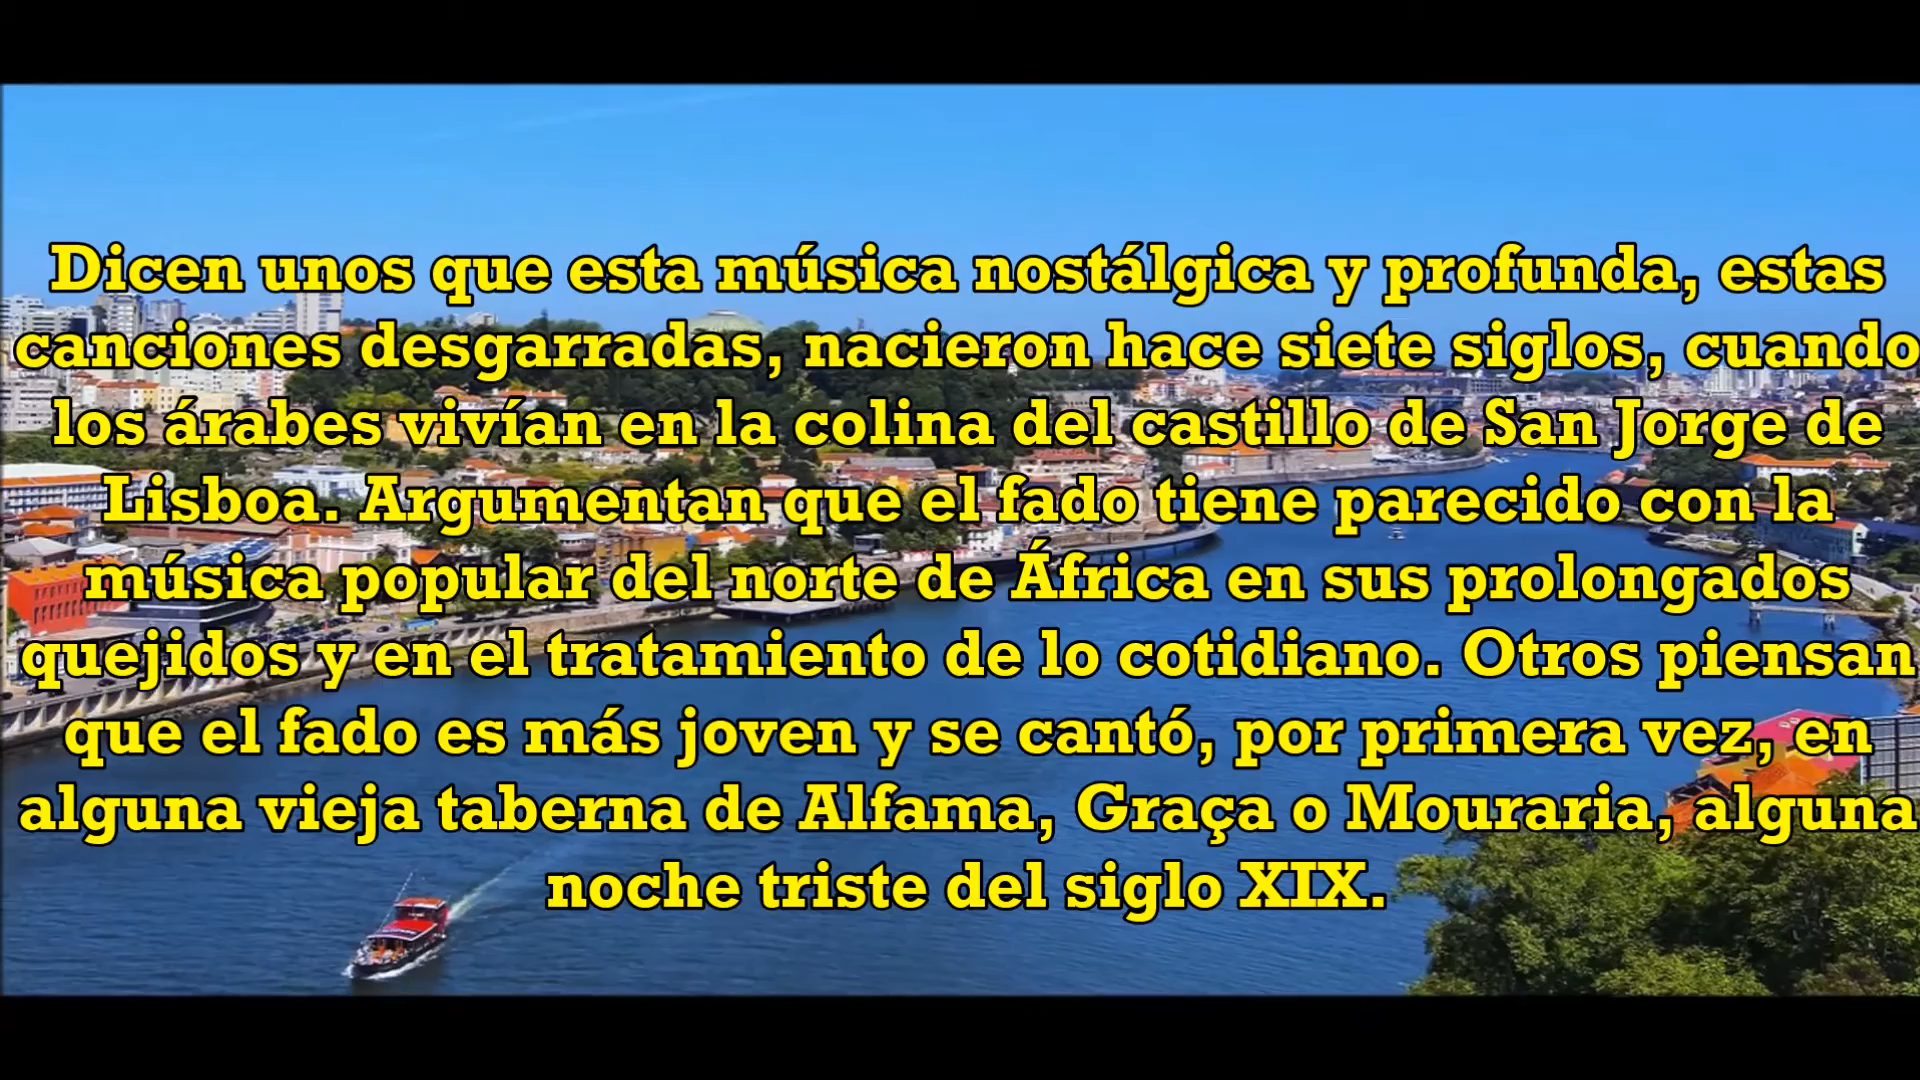 Dicen unos que esta música nostálgica y profunda, estas
canciones desgarradas, nacieron hace siete siglos, cuando
los árabes vivían en la colina del castillo de San Jorge de
Lisboa. Argumentan que el fado tiene parecido con la
música popular del norte de África en sus prolongados
quejidos y en el tratamiento de lo cotidiano. Otros piensan
que el fado es más joven y se cantó, por primera vez, en
alguna vieja taberna de Alfama, Graça o Mouraria, alguna
noche triste del siglo XIX.